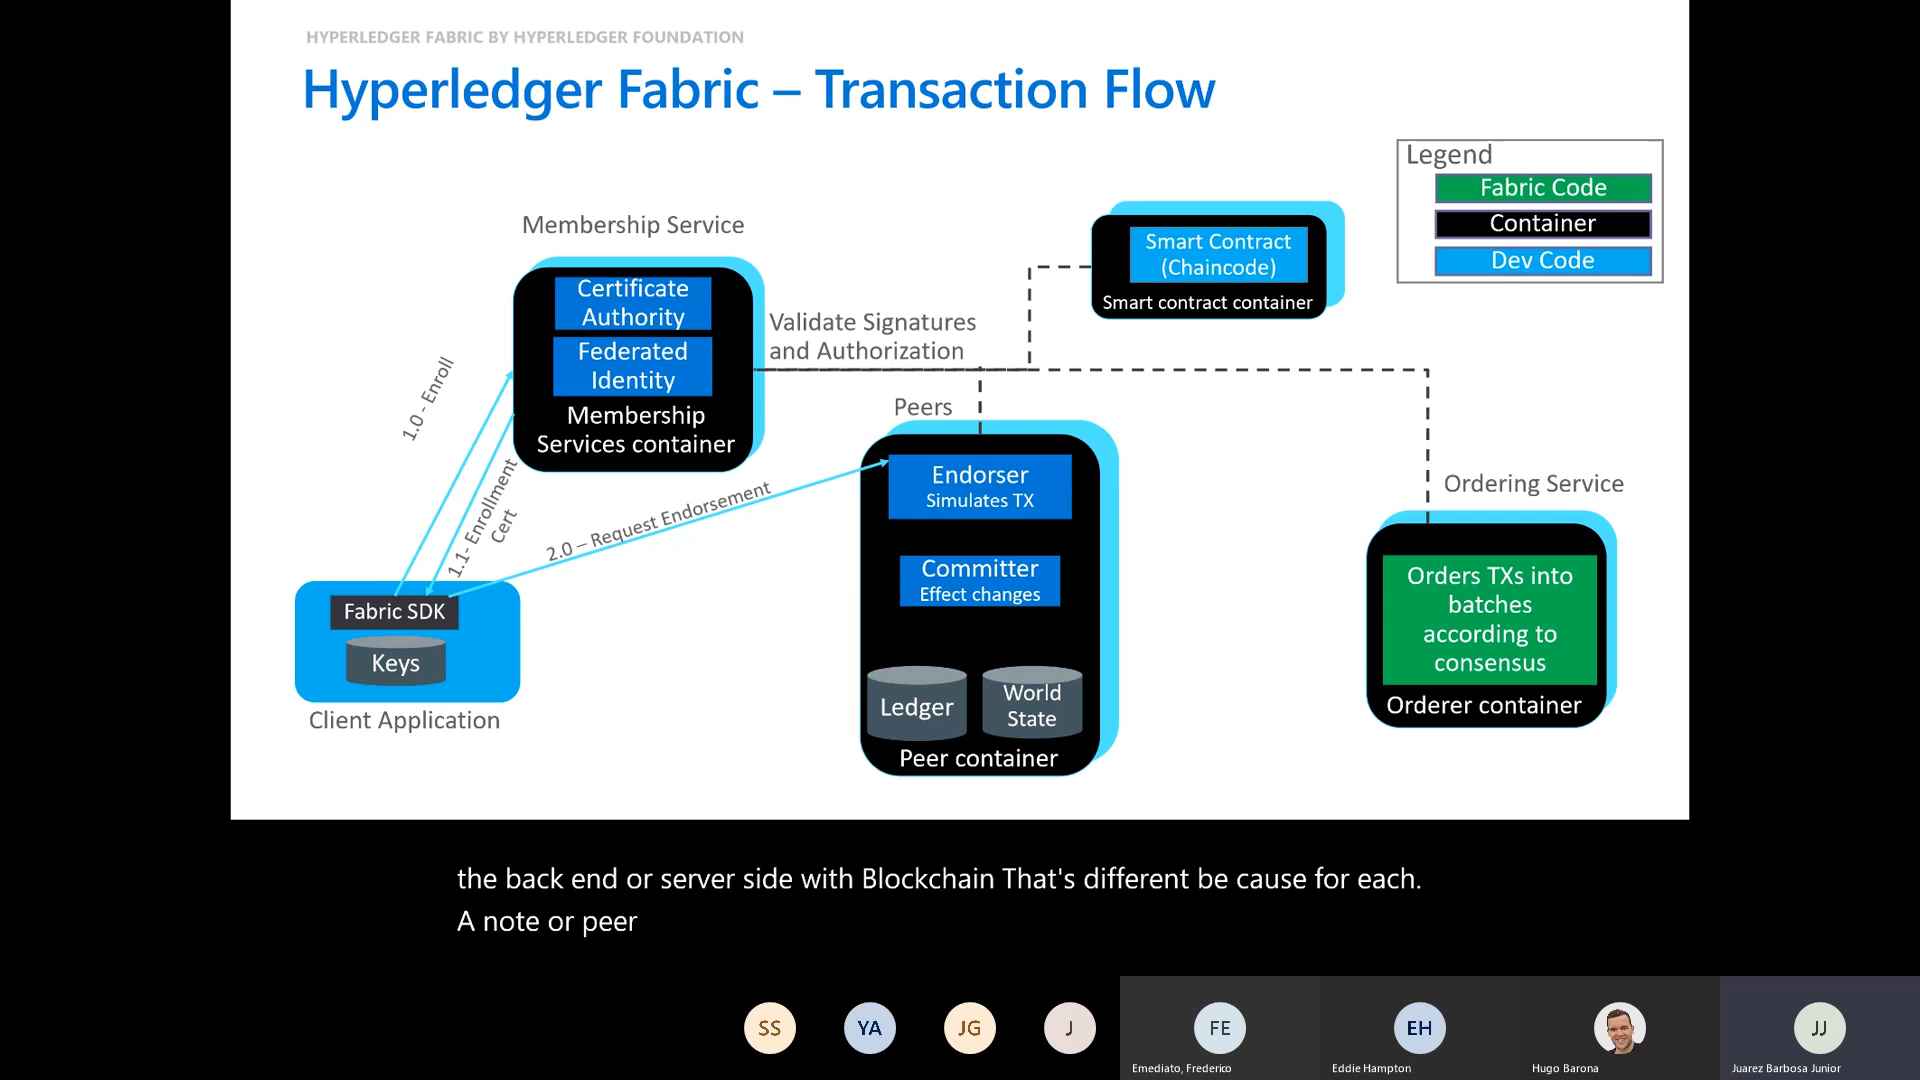 HYPERLEDGER FABRIC BY HYPERLEDGER FOUNDATION
Hyperledger Fabric – Transaction Flow
Legend
Fabric Code
Container
Dev Code
Membership Service
Certificate
Authority
Federated
Identity
Membership
Services container
Validate Signatures
and Authorization
Smart Contract
(Chaincode)
Smart contract container
1.0 - Enroll
1.1- Enrollment
Cert
2.0 – Request Endorsement
Peers
Endorser
Simulates TX
Committer
Effect changes
Ledger
World
State
Peer container
Ordering Service
Orders TXs into
batches
according to
consensus
Orderer container
Fabric SDK
Keys
Client Application
the back end or server side with Blockchain That's different be cause for each.
A note or peer
SS
YA
JG
J
FE
EH
JJ
Emediato, Frederico
Eddie Hampton
Hugo Barona
Juarez Barbosa Junior